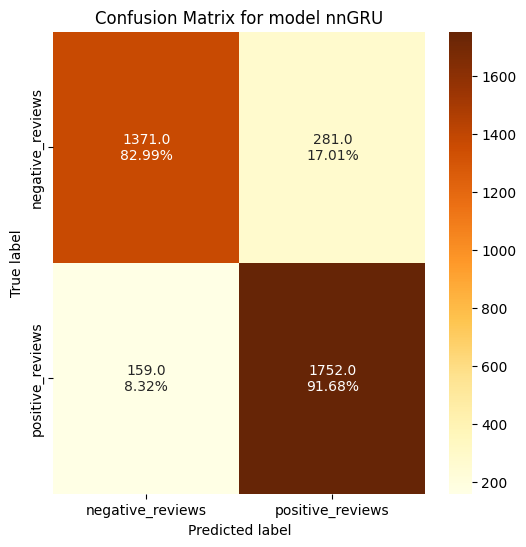 Confusion Matrix for model nnGRU
True label
negative_reviews
positive_reviews
1371.0
82.99%
281.0
17.01%
159.0
8.32%
1752.0
91.68%
negative_reviews
positive_reviews
Predicted label
1600
1400
1200
1000
800
600
400
200